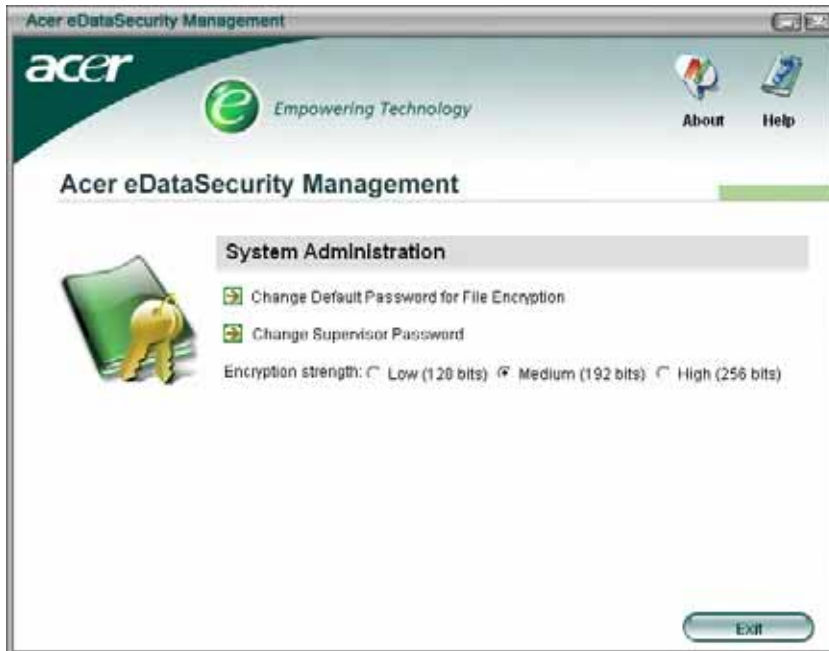 Acer eDataSecurity Management
acer
e Empowering Technology
About Help
Acer eDataSecurity Management
System Administration
Change Default Password for File Encryption
Change Supervisor Password
Encryption strength: Low (128 bits) Medium (192 bits) High (256 bits)
Exit